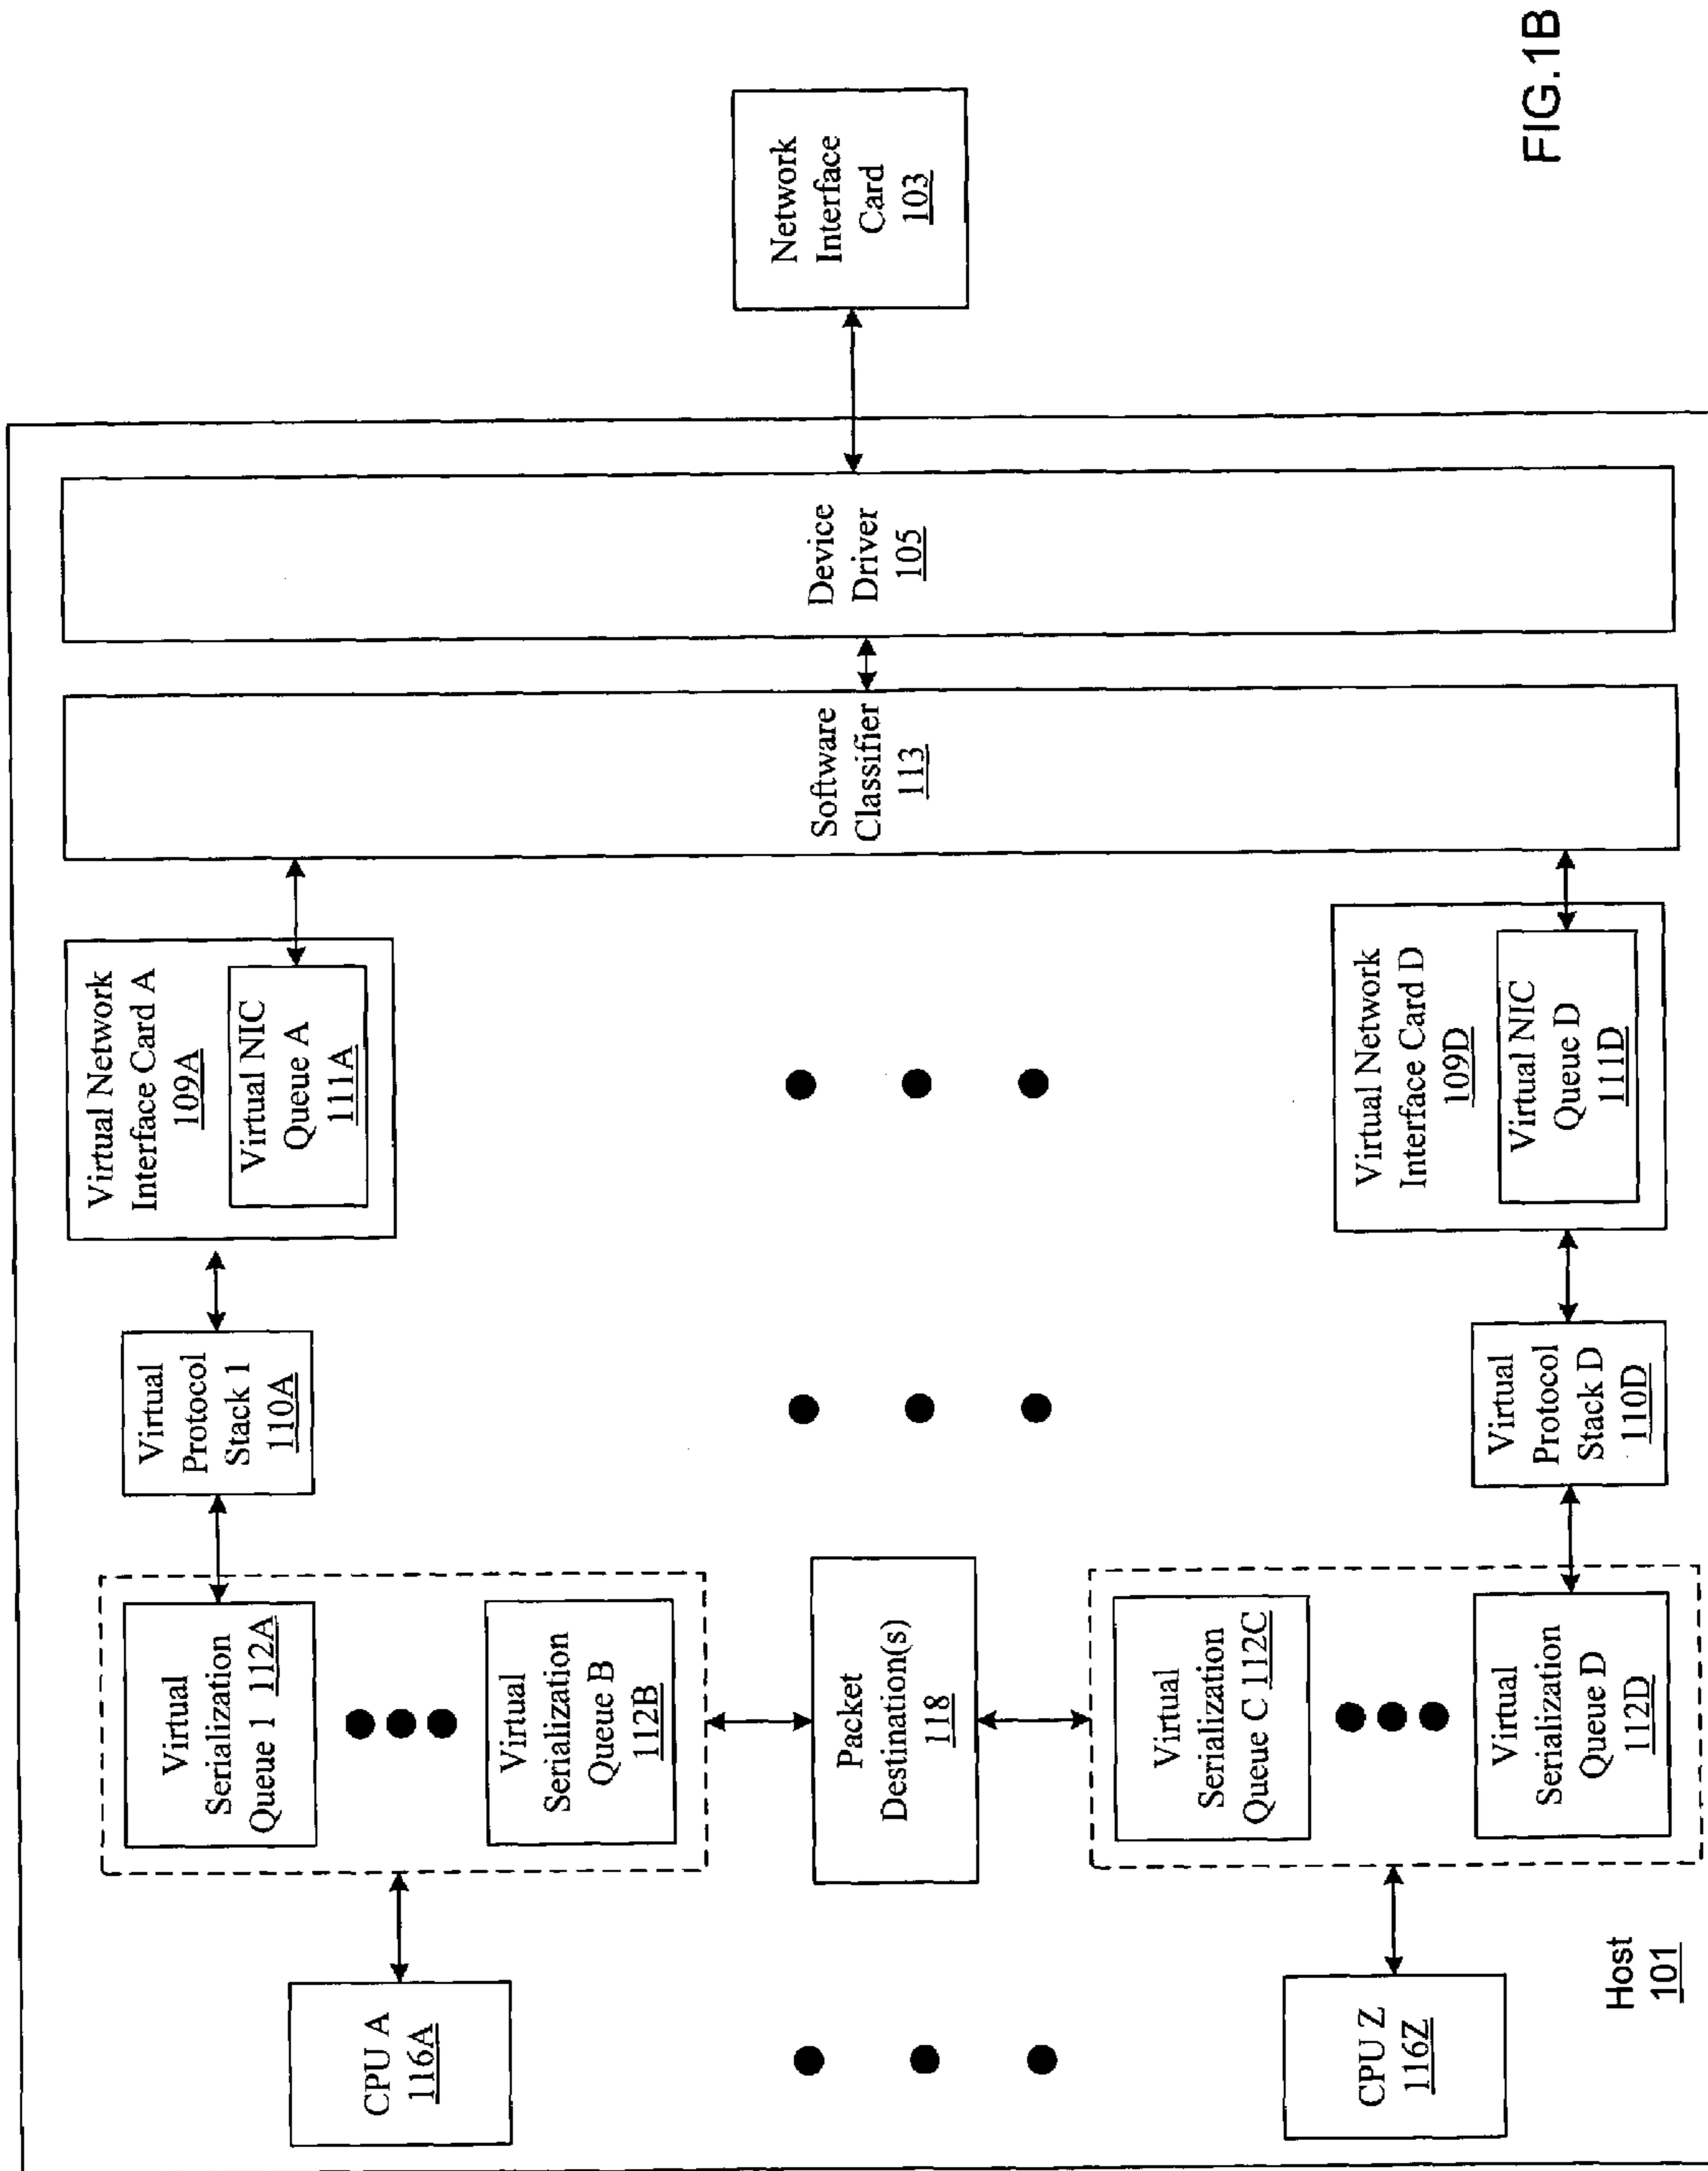 CPU A
116A
CPU Z
116Z
Host
101
Virtual
Serialization
Queue 1 112A
Virtual
Serialization
Queue B
112B
Packet
Destination(s)
118
Virtual
Serialization
Queue C 112C
Virtual
Serialization
Queue D
112D
Virtual
Protocol
Stack 1
110A
Virtual
Protocol
Stack D
110D
Virtual Network
Interface Card A
109A
Virtual NIC
Queue A
111A
Virtual Network
Interface Card D
109D
Virtual NIC
Queue D
111D
Software
Classifier
113
Device
Driver
105
Network
Interface
Card
103
FIG.1B